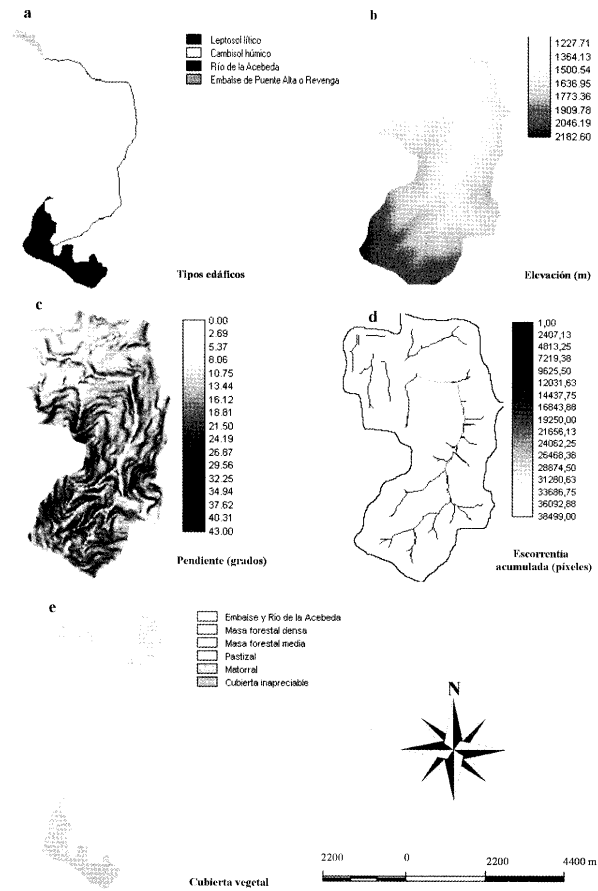 a
Leptosol lítico
Cambisol húmico
Río de la Acebeda
Embalse de Puente Alta o Revenga
Tipos edáficos
b
1227.71
1364.13
1500.54
1636.95
1773.36
1909.78
2046.19
2182.60
Elevación (m)
c
0.00
2.69
5.37
8.06
10.75
13.44
16.12
18.81
21.50
24.19
26.87
29.56
32.25
34.94
37.62
40.31
43.00
Pendiente (grados)
d
1,00
2407,13
4813,25
7219,38
9625,50
12031,63
14437,75
16843,88
19250,00
21656,13
24062,25
26468,38
28874,50
31280,63
33686,75
36092,88
38499,00
Escorrentía
acumulada (píxeles)
e
Embalse y Río de la Acebeda
Masa forestal densa
Masa forestal media
Pastizal
Matorral
Cubierta inapreciable
Cubierta vegetal
N
2200 0 2200 4400 m